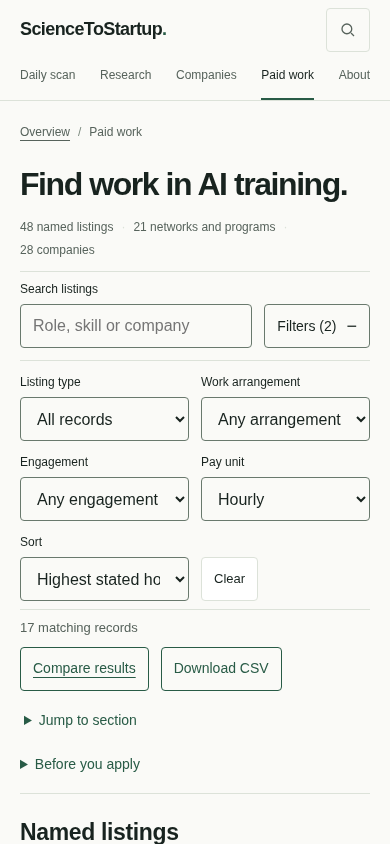 ScienceToStartup.
Daily scan Research Companies Paid work About
Overview / Paid work
Find work in AI training.
48 named listings · 21 networks and programs ·
28 companies
Search listings
Role, skill or company
Filters (2) −
Listing type Work arrangement
All records Any arrangement
Engagement Pay unit
Any engagement Hourly
Sort
Highest stated ho
Clear
17 matching records
Compare results Download CSV
Jump to section
Before you apply
Named listings